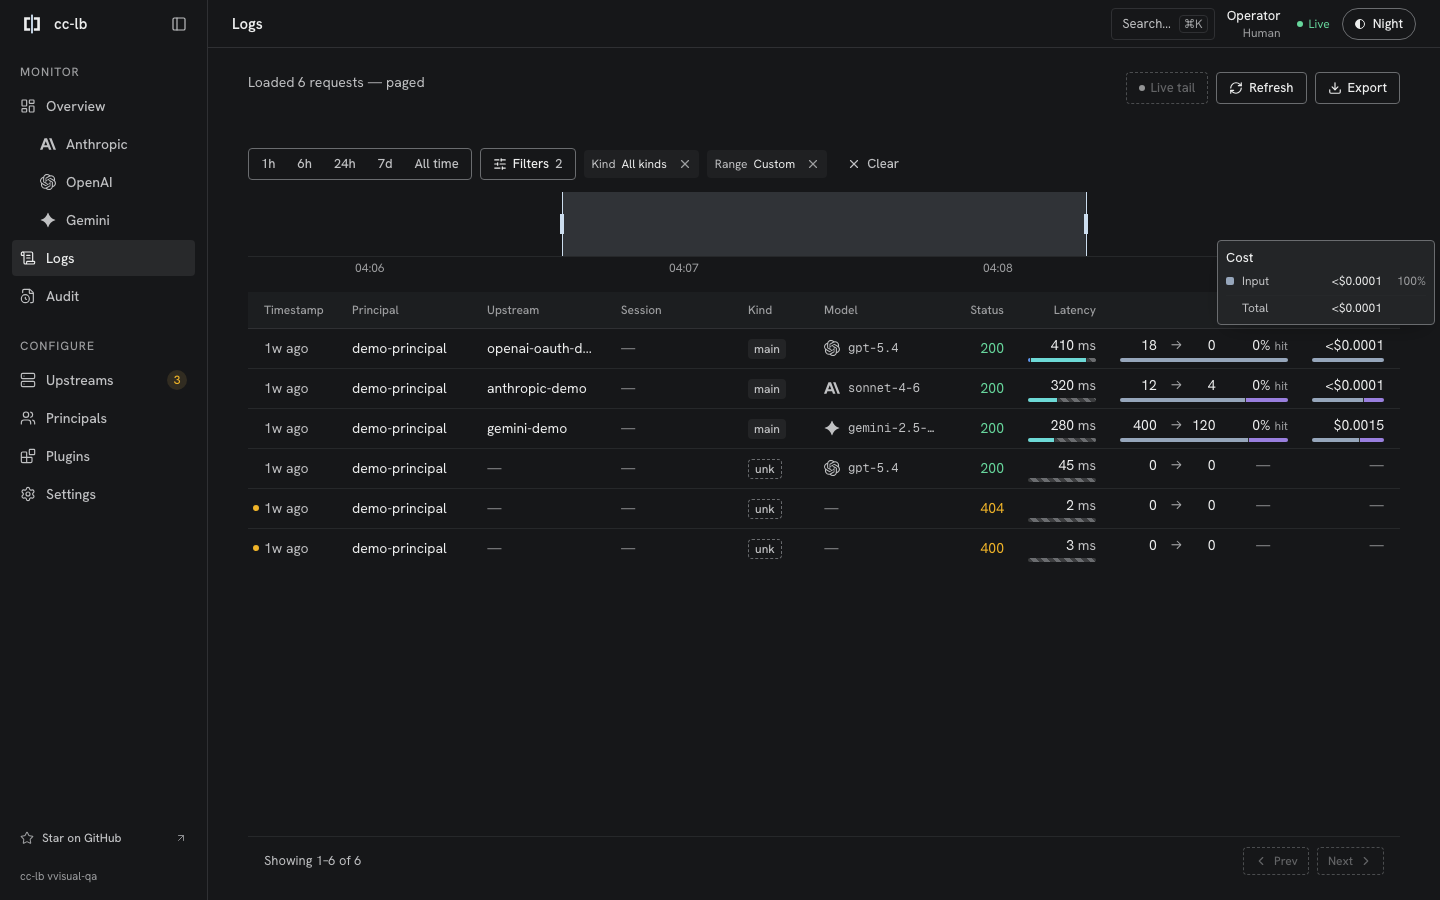 cc-lb
Logs
Search... ⌘K
Operator
Human
Live
Night
MONITOR
Overview
Anthropic
OpenAI
Gemini
Logs
Audit
CONFIGURE
Upstreams 3
Principals
Plugins
Settings
Star on GitHub
cc-lb vvisual-qa
Loaded 6 requests — paged
Live tail
Refresh
Export
1h 6h 24h 7d All time
Filters 2
Kind All kinds
Range Custom
Clear
04:06 04:07 04:08
Cost
Input <$0.0001 100%
Total <$0.0001
Timestamp Principal Upstream Session Kind Model Status Latency
1w ago demo-principal openai-oauth-d… — main gpt-5.4 200 410 ms 18 → 0 0% hit <$0.0001
1w ago demo-principal anthropic-demo — main sonnet-4-6 200 320 ms 12 → 4 0% hit <$0.0001
1w ago demo-principal gemini-demo — main gemini-2.5-… 200 280 ms 400 → 120 0% hit $0.0015
1w ago demo-principal — — unk gpt-5.4 200 45 ms 0 → 0 — —
1w ago demo-principal — — unk — 404 2 ms 0 → 0 — —
1w ago demo-principal — — unk — 400 3 ms 0 → 0 — —
Showing 1–6 of 6
Prev
Next